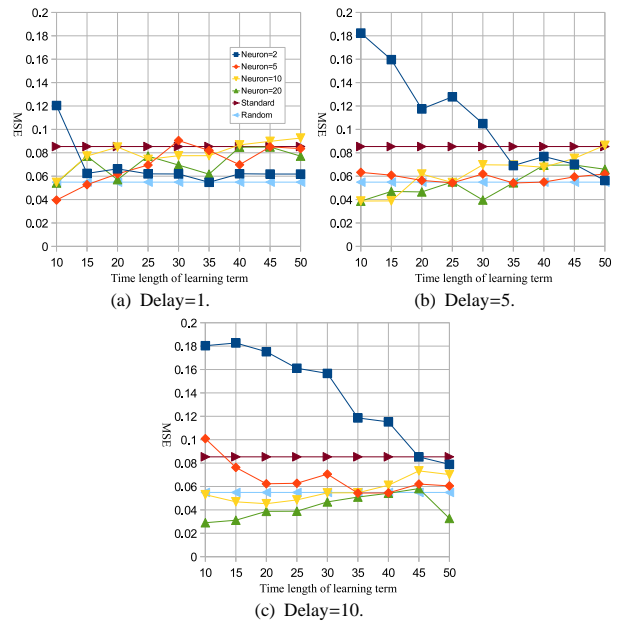 0.2
0.18
0.16
0.14
0.12
0.1
0.08
0.06
0.04
0.02
0
MSE
Neuron=2
Neuron=5
Neuron=10
Neuron=20
Standard
Random
10 15 20 25 30 35 40 45 50
Time length of learning term
(a) Delay=1.
0.2
0.18
0.16
0.14
0.12
0.1
0.08
0.06
0.04
0.02
0
MSE
10 15 20 25 30 35 40 45 50
Time length of learning term
(b) Delay=5.
0.2
0.18
0.16
0.14
0.12
0.1
0.08
0.06
0.04
0.02
0
MSE
10 15 20 25 30 35 40 45 50
Time length of learning term
(c) Delay=10.